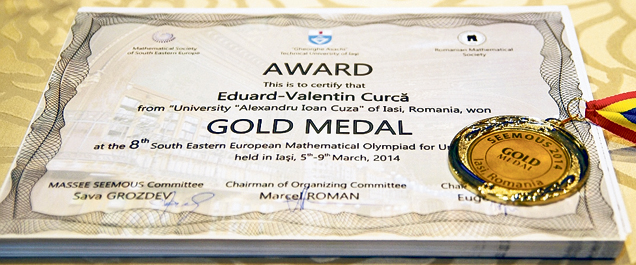 Mathematical Society
of South Eastern Europe
"Gheorghe Asachi"
Technical University of Iași
Romanian Mathematical
Society
AWARD
This is to certify that
Eduard-Valentin Curcă
from "University "Alexandru Ioan Cuza" of Iasi, Romania, won
GOLD MEDAL
at the 8th South Eastern European Mathematical Olympiad for
held in Iași, 5th-9th March, 2014
MASSEE SEEMOUS Committee
Sava GROZDEV
Chairman of Organizing Committee
Marcel ROMAN
SEEMOUS 2014
GOLD
MEDAL
Iasi Romania